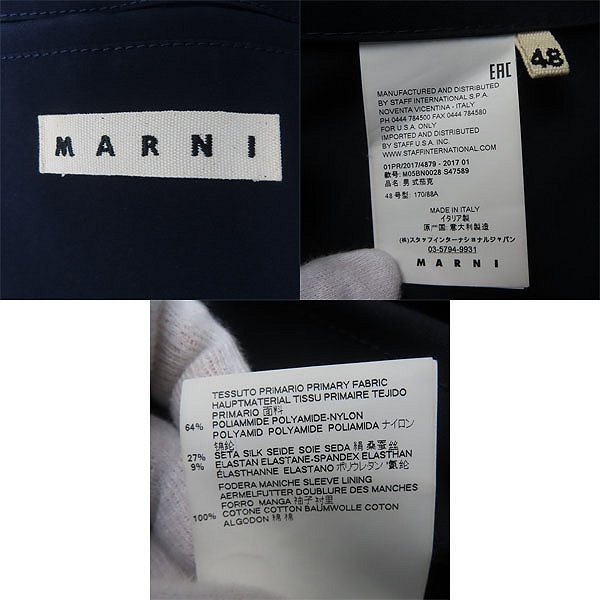 MARNI
EAC
48
MANUFACTURED AND DISTRIBUTED
BY STAFF INTERNATIONAL S.P.A.
NOVENTA VICENTINA - ITALY
PH 0444 784500 FAX 0444 784580
FOR U.S.A. ONLY
IMPORTED AND DISTRIBUTED
BY STAFF U.S.A. INC.
WWW.STAFFINTERNATIONAL.COM
01PR/2017/4879 - 2017 01
款号: M05BN0028 S47589
品名: 男式茄克
48 号型: 170/88A
MADE IN ITALY
イタリア製
原产国: 意大利製造
(株)スタッフインターナショナルジャパン
03-5794-9931
MARNI
TESSUTO PRIMARIO PRIMARY FABRIC
HAUPTMATERIAL TISSU PRIMAIRE TEJIDO
PRIMARIO 面料
64% POLIAMMIDE POLYAMIDE-NYLON
POLYAMID POLYAMIDE POLIAMIDA ナイロン
锦纶
27% SETA SILK SEIDE SOIE SEDA 絹 桑蚕丝
9% ELASTAN ELASTANE-SPANDEX ELASTHAN
ÉLASTHANNE ELASTANO ポリウレタン 氨纶
FODERA MANICHE SLEEVE LINING
AERMELFUTTER DOUBLURE DES MANCHES
FORRO MANGA 袖子衬里
100% COTONE COTTON BAUMWOLLE COTON
ALGODON 綿 棉